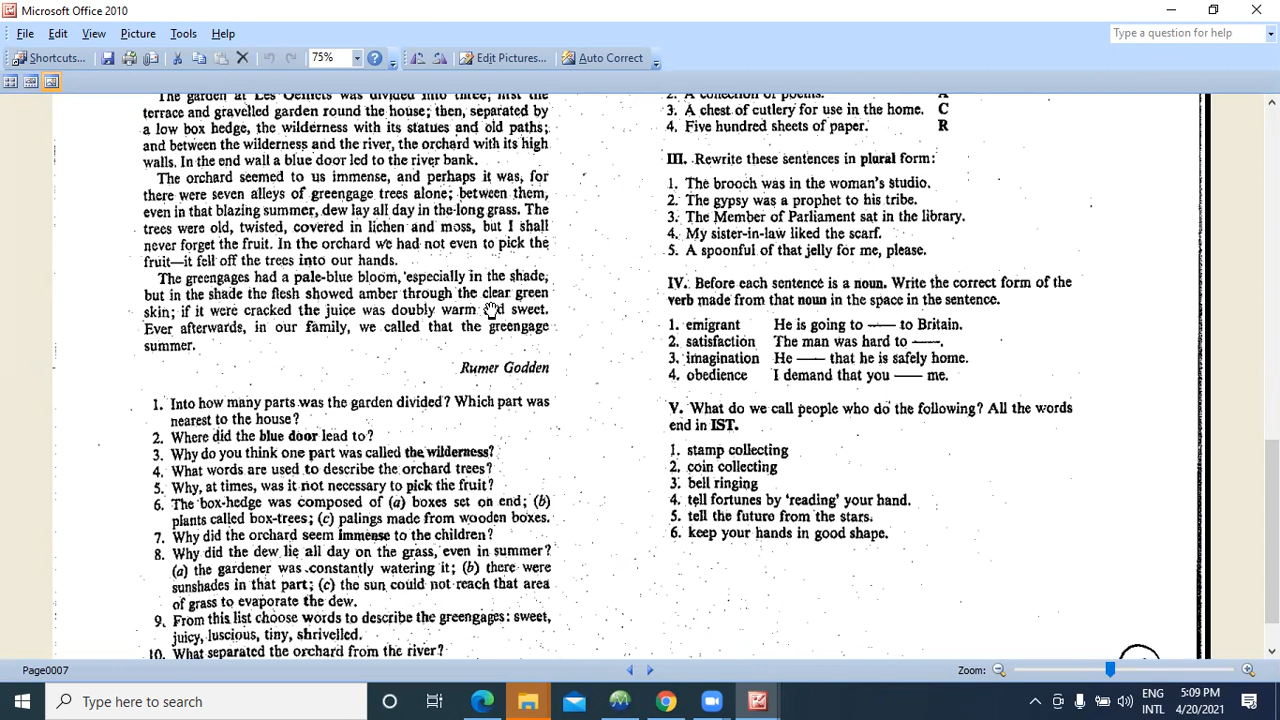 Microsoft Office 2010
File Edit View Picture Tools Help
Type a question for help
Shortcuts...
75%
Edit Pictures...
Auto Correct
The garden at Les Oeillets was divided into three; first the
terrace and gravelled garden round the house; then, separated by
a low box hedge, the wilderness with its statues and old paths;
and between the wilderness and the river, the orchard with its high
walls. In the end wall a blue door led to the river bank.
The orchard seemed to us immense, and perhaps it was, for
there were seven alleys of greengage trees alone; between them,
even in that blazing summer, dew lay all day in the long grass. The
trees were old, twisted, covered in lichen and moss, but I shall
never forget the fruit. In the orchard we had not even to pick the
fruit—it fell off the trees into our hands.
The greengages had a pale-blue bloom, especially in the shade,
but in the shade the flesh showed amber through the clear green
skin; if it were cracked the juice was doubly warm and sweet.
Ever afterwards, in our family, we called that the greengage
summer.
Rumer Godden
1. Into how many parts was the garden divided? Which part was
nearest to the house?
2. Where did the blue door lead to?
3. Why do you think one part was called the wilderness?
4. What words are used to describe the orchard trees?
5. Why, at times, was it not necessary to pick the fruit?
6. The box-hedge was composed of (a) boxes set on end; (b)
plants called box-trees; (c) palings made from wooden boxes.
7. Why did the orchard seem immense to the children?
8. Why did the dew lie all day on the grass, even in summer?
(a) the gardener was constantly watering it; (b) there were
sunshades in that part; (c) the sun could not reach that area
of grass to evaporate the dew.
9. From this list choose words to describe the greengages: sweet,
juicy, luscious, tiny, shrivelled.
10. What separated the orchard from the river?
2. A collection of poems. A
3. A chest of cutlery for use in the home. C
4. Five hundred sheets of paper. R
III. Rewrite these sentences in plural form:
1. The brooch was in the woman's studio.
2. The gypsy was a prophet to his tribe.
3. The Member of Parliament sat in the library.
4. My sister-in-law liked the scarf.
5. A spoonful of that jelly for me, please.
IV. Before each sentence is a noun. Write the correct form of the
verb made from that noun in the space in the sentence.
1. emigrant He is going to —— to Britain.
2. satisfaction The man was hard to ——.
3. imagination He —— that he is safely home.
4. obedience I demand that you —— me.
V. What do we call people who do the following? All the words
end in IST.
1. stamp collecting
2. coin collecting
3. bell ringing
4. tell fortunes by 'reading' your hand.
5. tell the future from the stars.
6. keep your hands in good shape.
Page0007
Zoom:
Type here to search
ENG
INTL
5:09 PM
4/20/2021